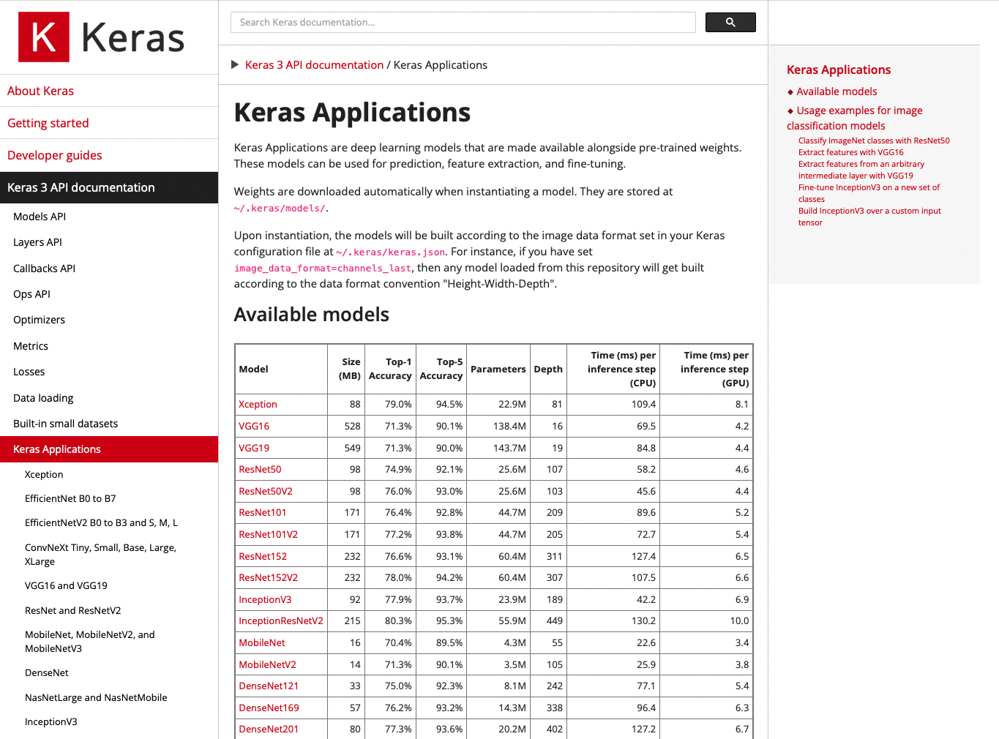 K Keras
Search Keras documentation...
About Keras
Getting started
Developer guides
Keras 3 API documentation
Models API
Layers API
Callbacks API
Ops API
Optimizers
Metrics
Losses
Data loading
Built-in small datasets
Keras Applications
Xception
EfficientNet B0 to B7
EfficientNetV2 B0 to B3 and S, M, L
ConvNeXt Tiny, Small, Base, Large,
XLarge
VGG16 and VGG19
ResNet and ResNetV2
MobileNet, MobileNetV2, and
MobileNetV3
DenseNet
NasNetLarge and NasNetMobile
InceptionV3
► Keras 3 API documentation / Keras Applications
Keras Applications
Keras Applications are deep learning models that are made available alongside pre-trained weights.
These models can be used for prediction, feature extraction, and fine-tuning.
Weights are downloaded automatically when instantiating a model. They are stored at
~/.keras/models/.
Upon instantiation, the models will be built according to the image data format set in your Keras
configuration file at ~/.keras/keras.json. For instance, if you have set
image_data_format=channels_last, then any model loaded from this repository will get built
according to the data format convention "Height-Width-Depth".
Available models
Model Size (MB) Top-1 Accuracy Top-5 Accuracy Parameters Depth Time (ms) per inference step (CPU) Time (ms) per inference step (GPU)
Xception 88 79.0% 94.5% 22.9M 81 109.4 8.1
VGG16 528 71.3% 90.1% 138.4M 16 69.5 4.2
VGG19 549 71.3% 90.0% 143.7M 19 84.8 4.4
ResNet50 98 74.9% 92.1% 25.6M 107 58.2 4.6
ResNet50V2 98 76.0% 93.0% 25.6M 103 45.6 4.4
ResNet101 171 76.4% 92.8% 44.7M 209 89.6 5.2
ResNet101V2 171 77.2% 93.8% 44.7M 205 72.7 5.4
ResNet152 232 76.6% 93.1% 60.4M 311 127.4 6.5
ResNet152V2 232 78.0% 94.2% 60.4M 307 107.5 6.6
InceptionV3 92 77.9% 93.7% 23.9M 189 42.2 6.9
InceptionResNetV2 215 80.3% 95.3% 55.9M 449 130.2 10.0
MobileNet 16 70.4% 89.5% 4.3M 55 22.6 3.4
MobileNetV2 14 71.3% 90.1% 3.5M 105 25.9 3.8
DenseNet121 33 75.0% 92.3% 8.1M 242 77.1 5.4
DenseNet169 57 76.2% 93.2% 14.3M 338 96.4 6.3
DenseNet201 80 77.3% 93.6% 20.2M 402 127.2 6.7
Keras Applications
◆ Available models
◆ Usage examples for image
classification models
Classify ImageNet classes with ResNet50
Extract features with VGG16
Extract features from an arbitrary
intermediate layer with VGG19
Fine-tune InceptionV3 on a new set of
classes
Build InceptionV3 over a custom input
tensor